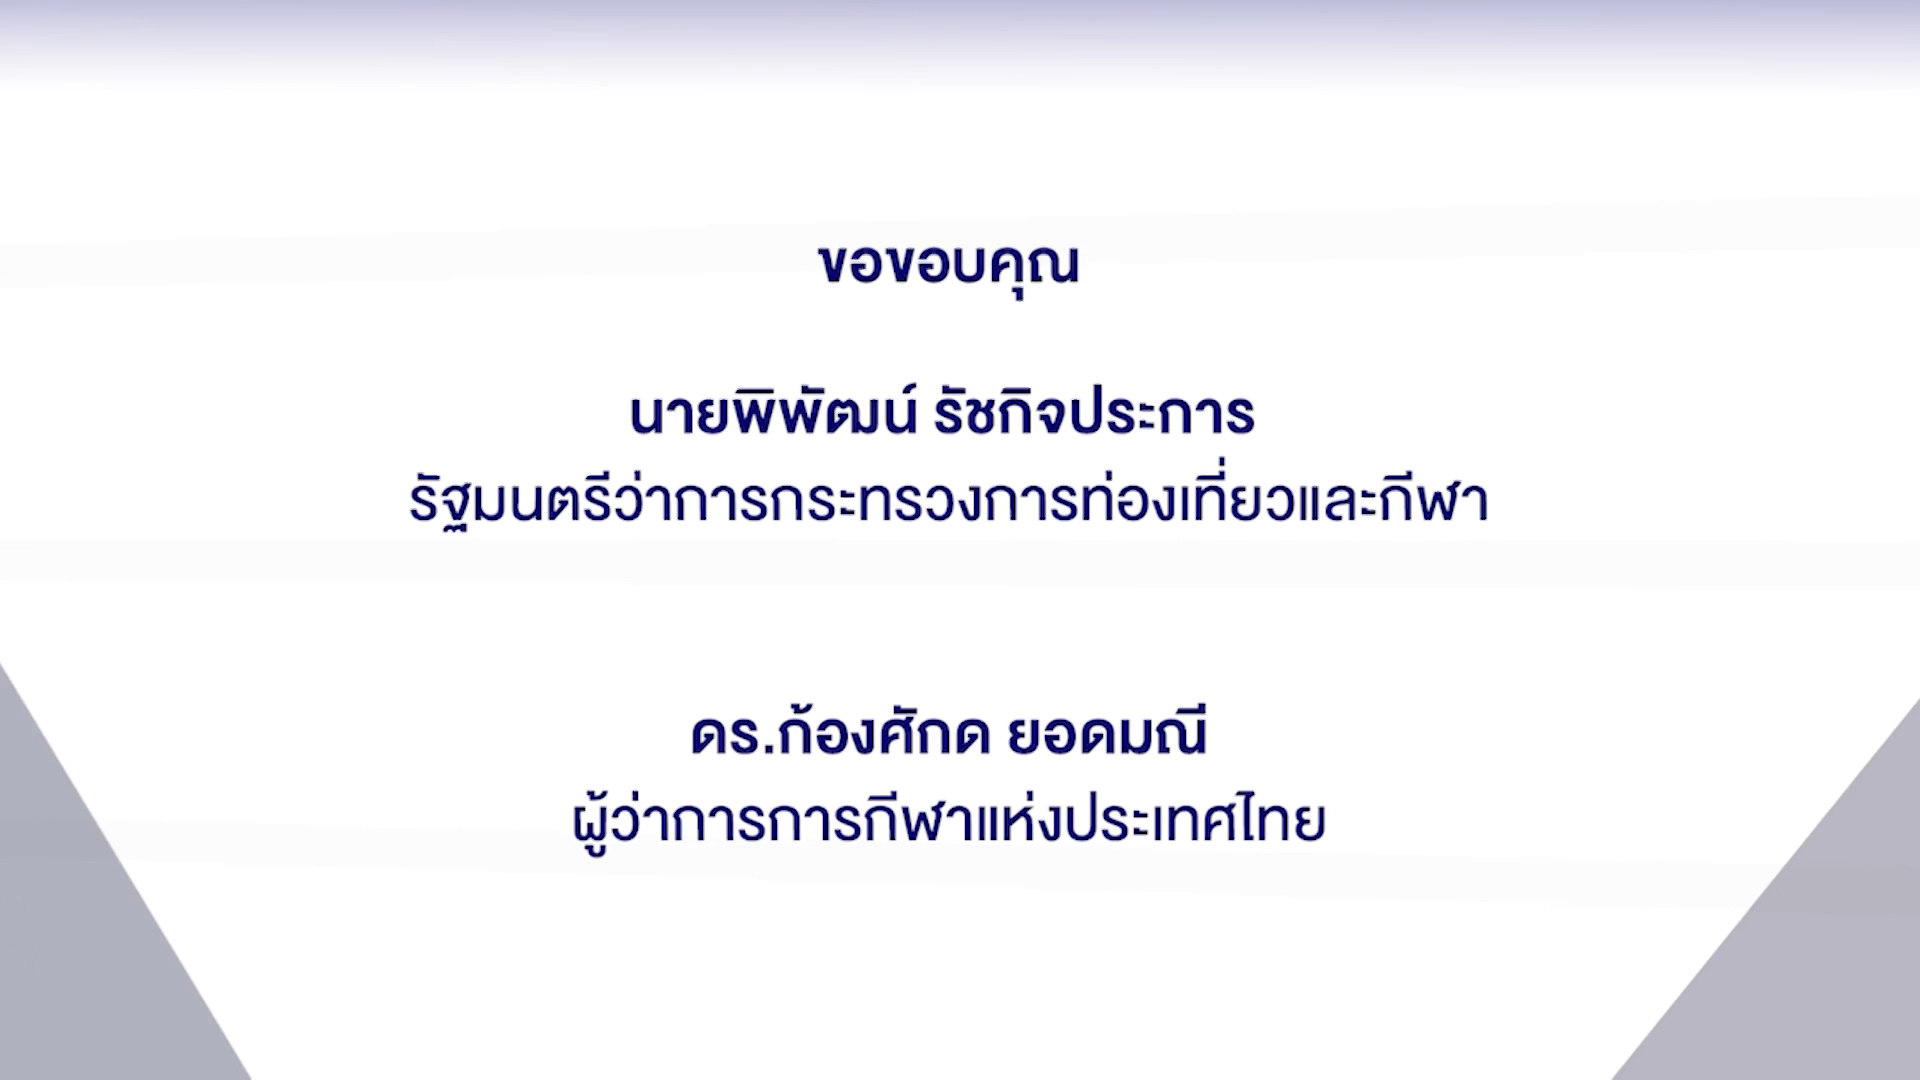 ขอขอบคุณ
นายพิพัฒน์ รัชกิจประการ
รัฐมนตรีว่าการกระทรวงการท่องเที่ยวและกีฬา
ดร.ก้องศักด ยอดมณี
ผู้ว่าการการกีฬาแห่งประเทศไทย